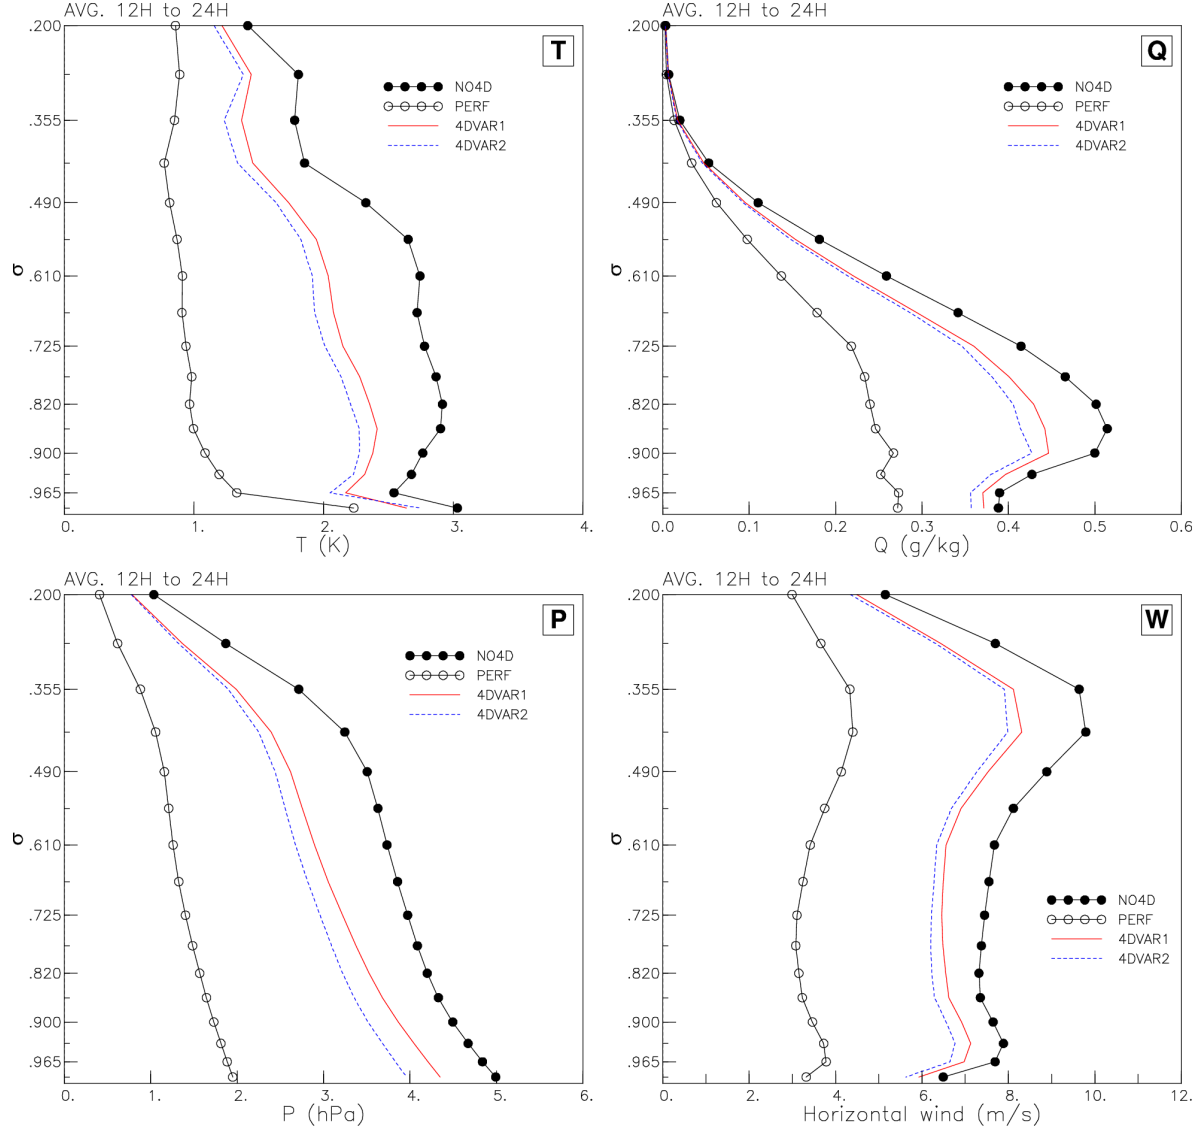 AVG. 12H to 24H
T
NO4D
PERF
4DVAR1
4DVAR2
.200
.355
.490
.610
.725
.820
.900
.965
σ
0. 1. 2. 3. 4.
T (K)
AVG. 12H to 24H
Q
NO4D
PERF
4DVAR1
4DVAR2
.200
.355
.490
.610
.725
.820
.900
.965
σ
0.0 0.1 0.2 0.3 0.4 0.5 0.6
Q (g/kg)
AVG. 12H to 24H
P
NO4D
PERF
4DVAR1
4DVAR2
.200
.355
.490
.610
.725
.820
.900
.965
σ
0. 1. 2. 3. 4. 5. 6.
P (hPa)
AVG. 12H to 24H
W
NO4D
PERF
4DVAR1
4DVAR2
.200
.355
.490
.610
.725
.820
.900
.965
σ
0. 2. 4. 6. 8. 10. 12.
Horizontal wind (m/s)